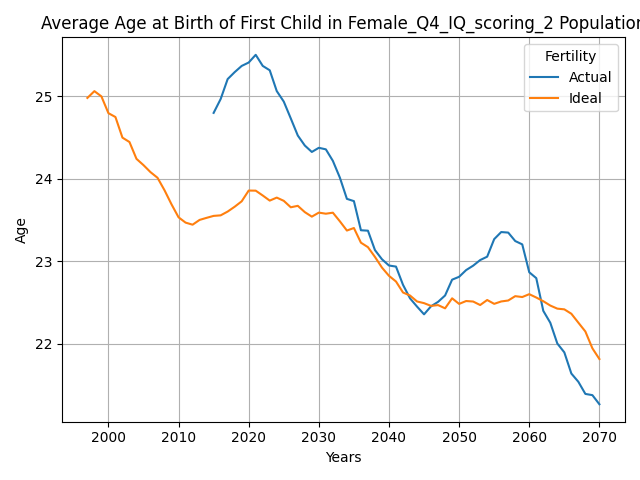 Average Age at Birth of First Child in Female_Q4_IQ_scoring_2 Population
Fertility
Actual
Ideal
25
24
23
22
Age
2000 2010 2020 2030 2040 2050 2060 2070
Years